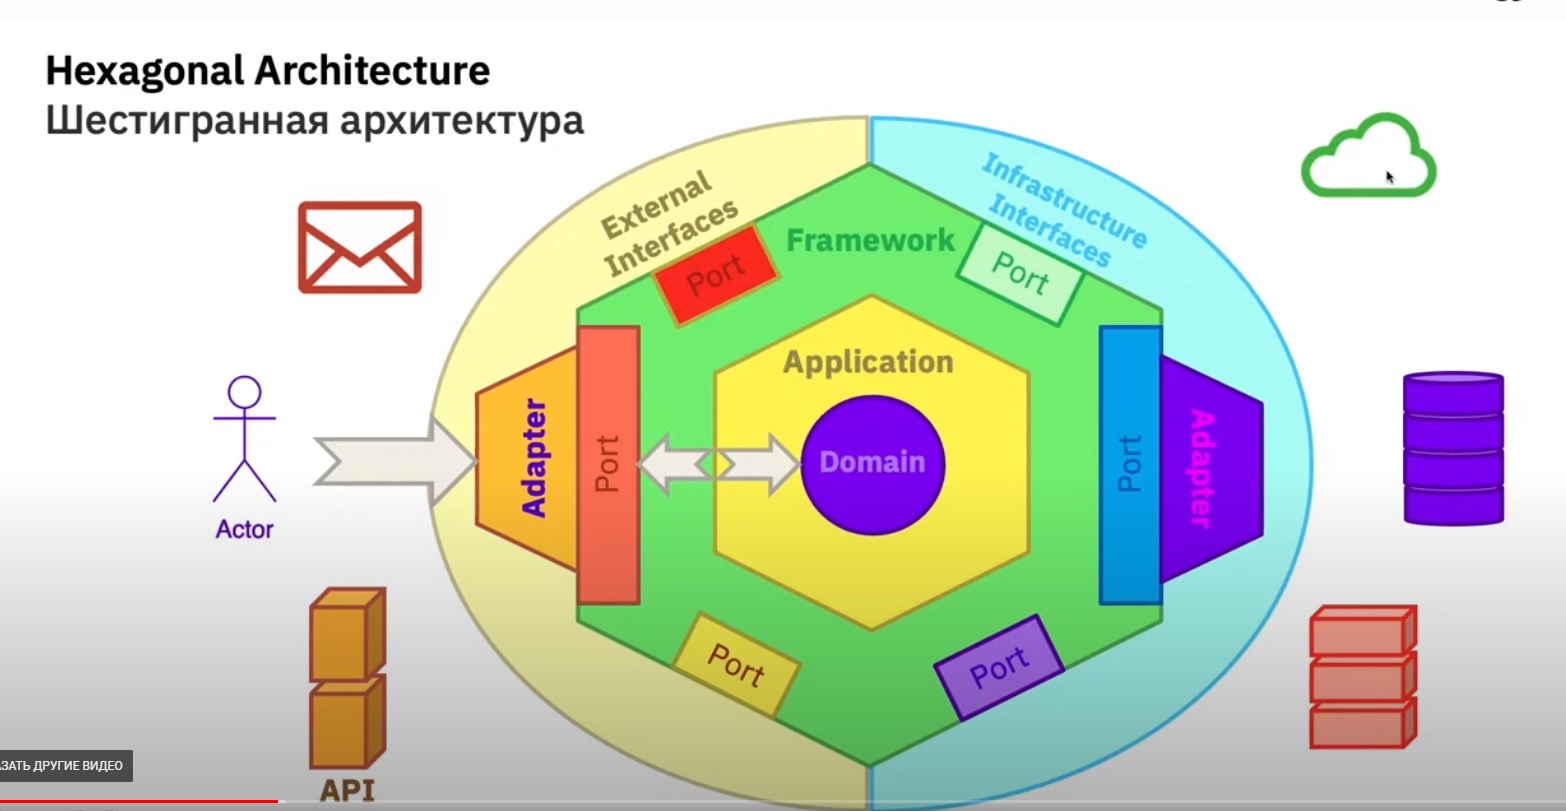 Hexagonal Architecture
Шестигранная архитектура
External
Interfaces
Infrastructure
Interfaces
Framework
Port
Port
Application
Adapter
Port
Domain
Port
Adapter
Actor
Port
Port
ЗАТЬ ДРУГИЕ ВИДЕО
API